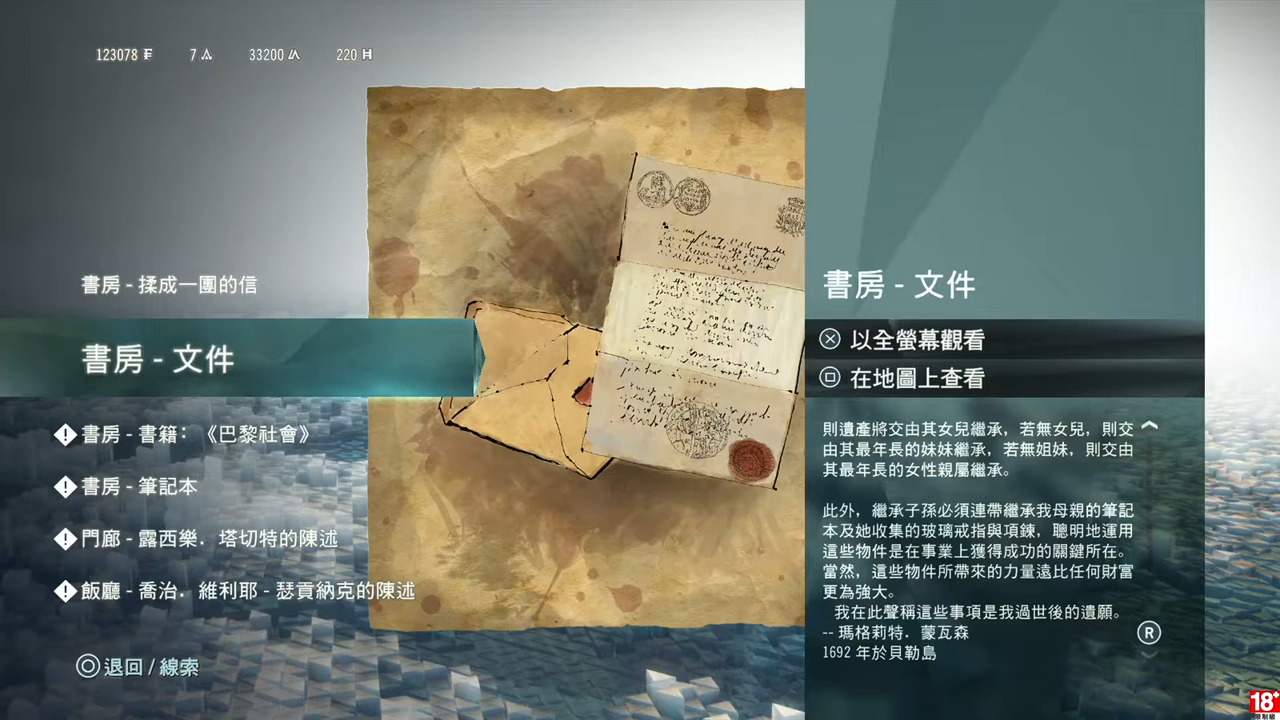 123078
7
33200
220
書房 - 揉成一團的信
書房 - 文件
書房 - 書籍：《巴黎社會》
書房 - 筆記本
門廊 - 露西樂．塔切特的陳述
飯廳 - 喬治．維利耶 - 瑟貢納克的陳述
退回 / 線索
書房 - 文件
以全螢幕觀看
在地圖上查看
則遺產將交由其女兒繼承，若無女兒，則交
由其最年長的妹妹繼承，若無姐妹，則交由
其最年長的女性親屬繼承。
此外，繼承子孫必須連帶繼承我母親的筆記
本及她收集的玻璃戒指與項鍊，聰明地運用
這些物件是在事業上獲得成功的關鍵所在。
當然，這些物件所帶來的力量遠比任何財富
更為強大。
我在此聲稱這些事項是我過世後的遺願。
-- 瑪格莉特．蒙瓦森
1692 年於貝勒島
R
18+
限制級